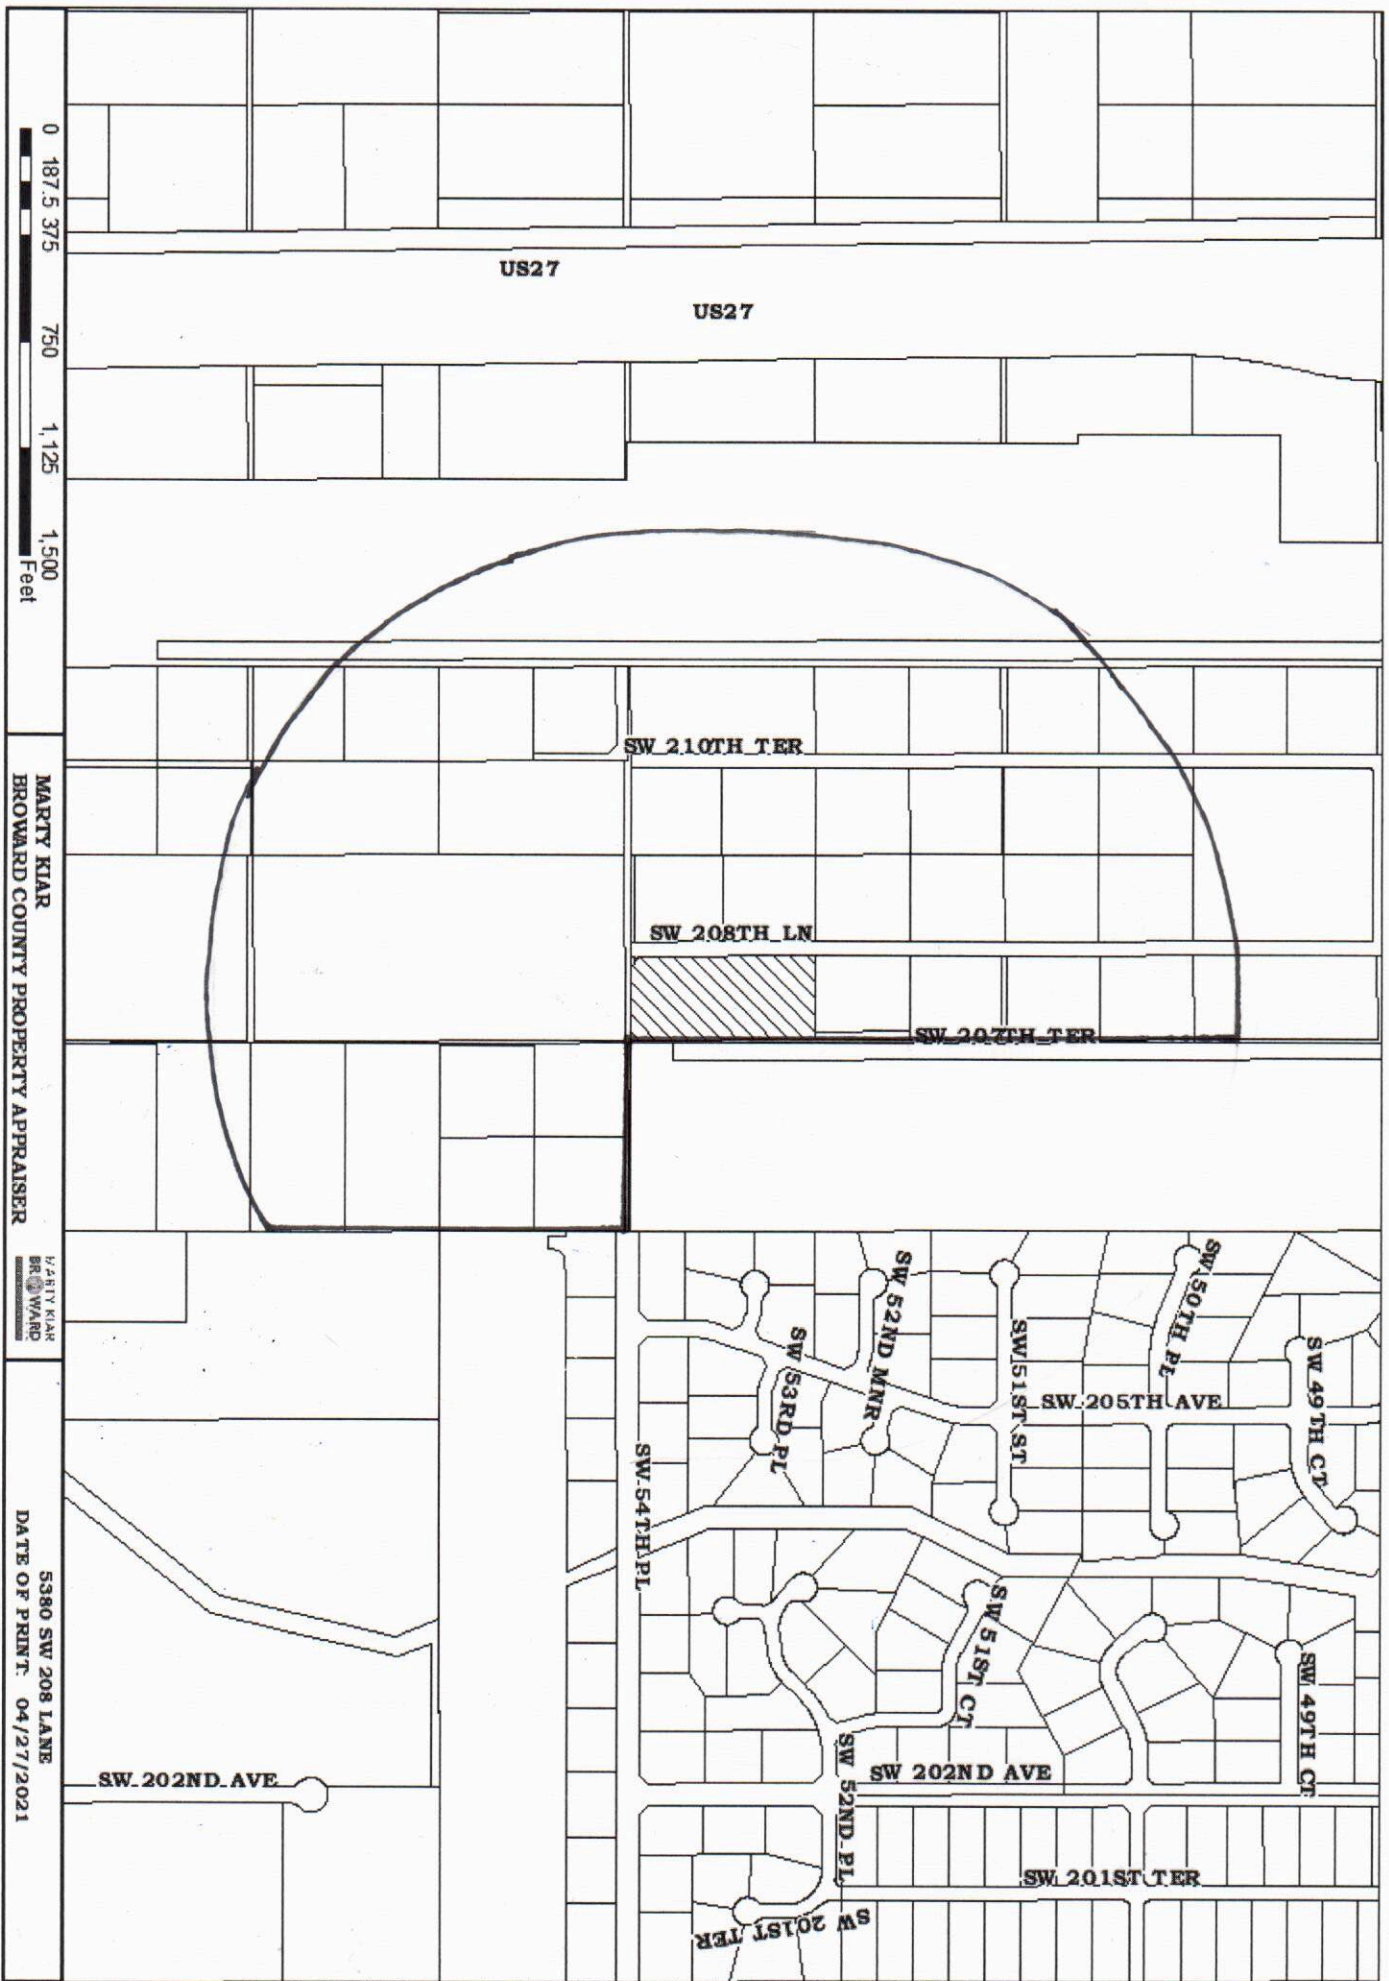 US27
US27
SW 210TH TER
SW 208TH LN
SW 207TH TER
SW 50TH PL
SW 52ND MNR
SW 53RD PL
SW 51ST ST
SW 49TH CT
SW 205TH AVE
SW 54TH PL
SW 51ST CT
SW 49TH CT
SW 52ND PL
SW 202ND AVE
SW 202ND AVE
SW 201ST TER
SW 201ST TER
0 187.5 375 750 1,125 1,500
Feet
MARTY KIAR
BROWARD COUNTY PROPERTY APPRAISER
MARTY KIAR
BROWARD
5380 SW 208 LANE
DATE OF PRINT: 04/27/2021